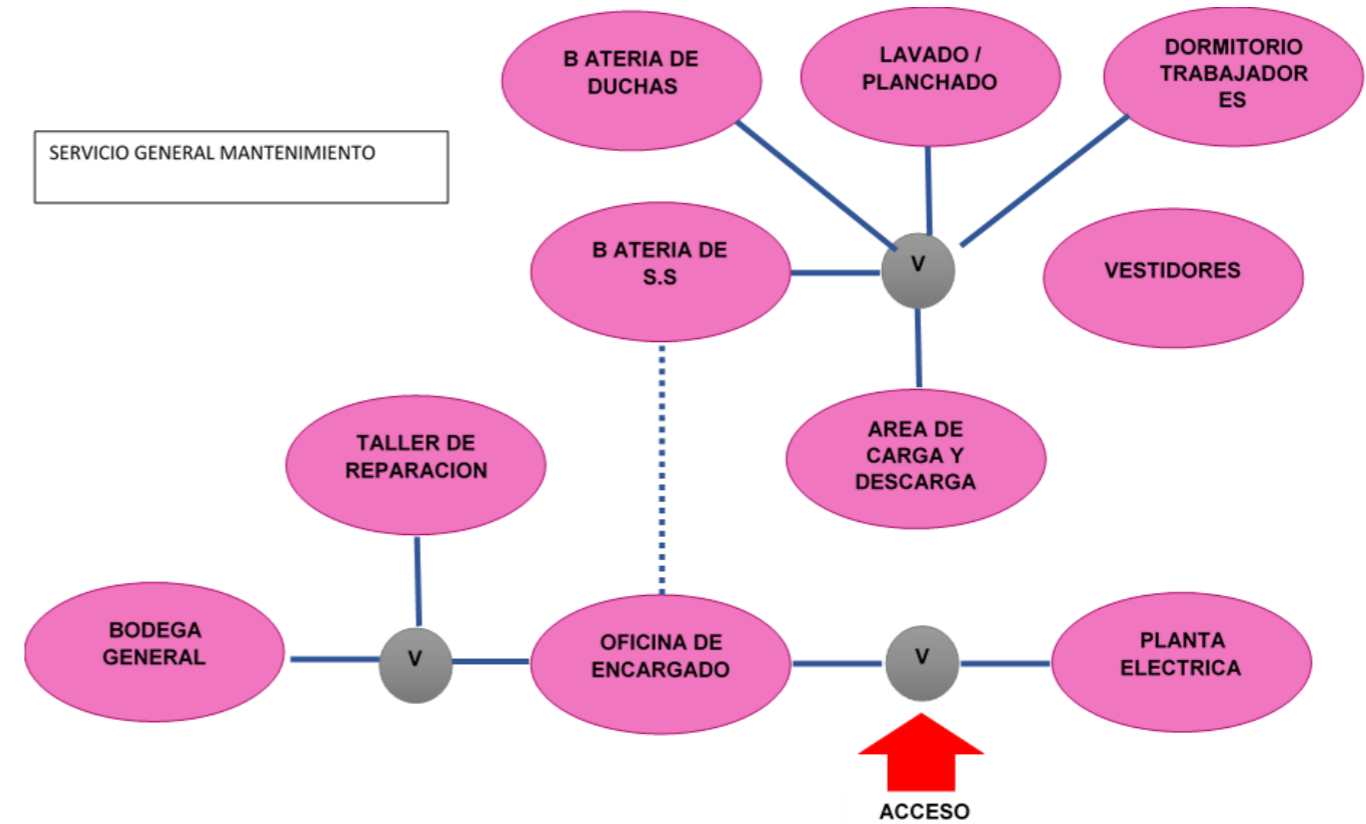 B ATERIA DE
DUCHAS
LAVADO /
PLANCHADO
DORMITORIO
TRABAJADOR
ES
SERVICIO GENERAL MANTENIMIENTO
B ATERIA DE
S.S
V
VESTIDORES
TALLER DE
REPARACION
AREA DE
CARGA Y
DESCARGA
BODEGA
GENERAL
V
OFICINA DE
ENCARGADO
V
PLANTA
ELECTRICA
ACCESO